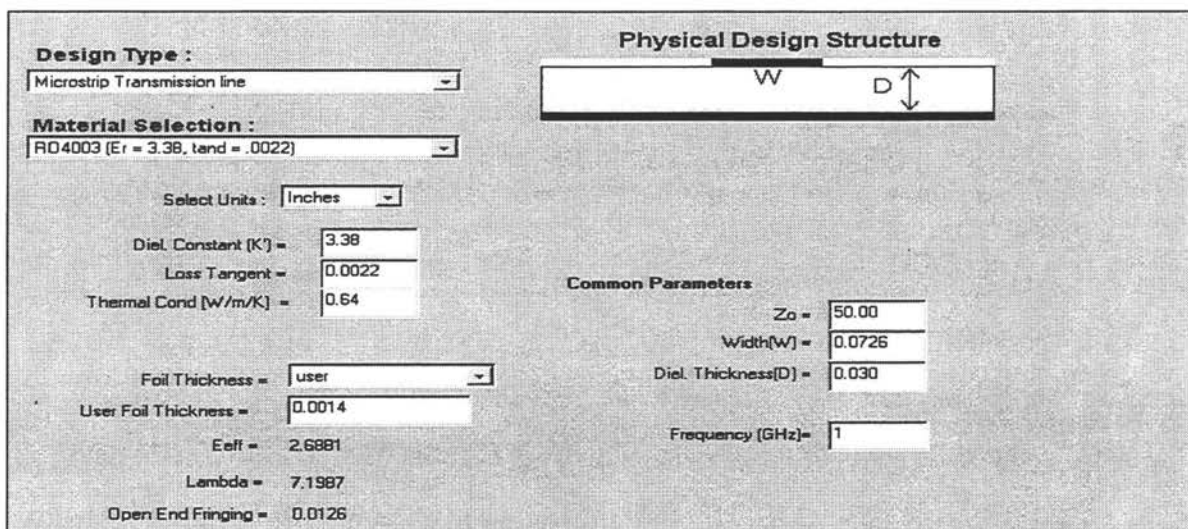 Design Type :
Microstrip Transmission line
Material Selection :
RO4003 (Er = 3.38, tand = .0022)
Select Units : Inches
Diel. Constant (K') = 3.38
Loss Tangent = 0.0022
Thermal Cond [W/m/K] = 0.64
Foil Thickness = user
User Foil Thickness = 0.0014
Eeff = 2.6881
Lambda = 7.1987
Open End Fringing = 0.0126
Physical Design Structure
W
D
Common Parameters
Zo = 50.00
Width(W) = 0.0726
Diel. Thickness(D) = 0.030
Frequency (GHz)= 1